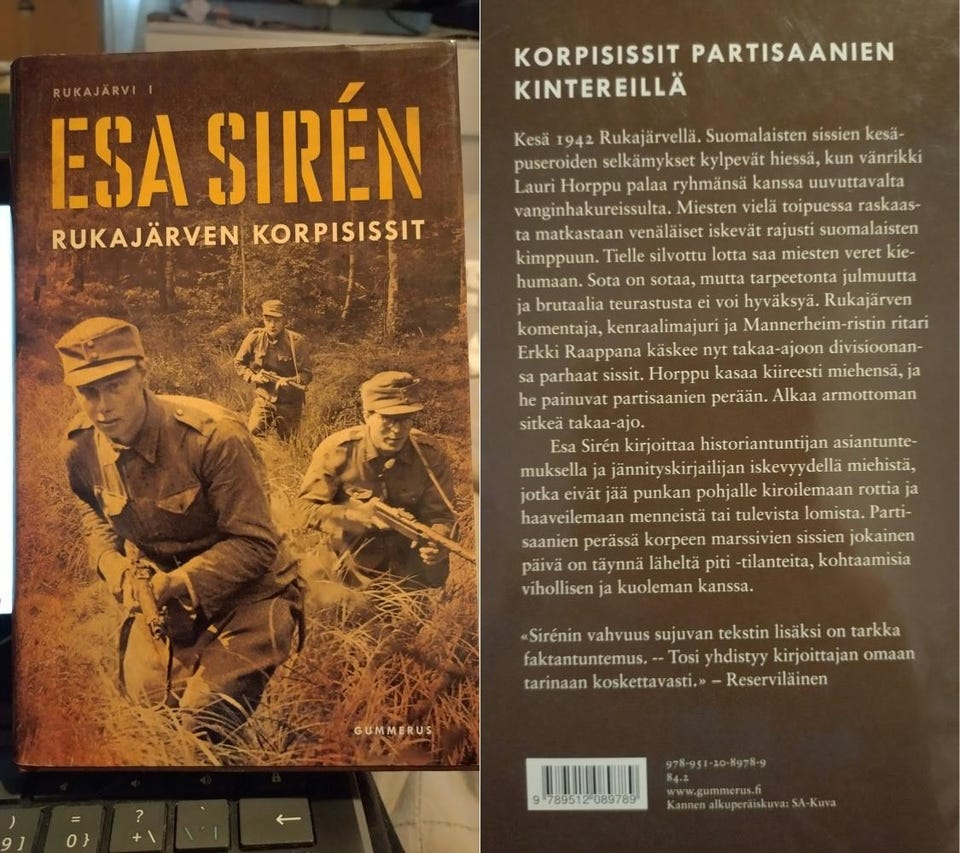 RUKAJÄRVI I
ESA SIRÉN
RUKAJÄRVEN KORPISISSIT
GUMMERUS
)
9]
=
0}
?
+\
←
KORPISISSIT PARTISAANIEN
KINTEREILLÄ
Kesä 1942 Rukajärvellä. Suomalaisten sissien kesä-
puseroiden selkämykset kylpevät hiessä, kun vänrikki
Lauri Horppu palaa ryhmänsä kanssa uuvuttavalta
vanginhakureissulta. Miesten vielä toipuessa raskaas-
ta matkastaan venäläiset iskevät rajusti suomalaisten
kimppuun. Tielle silvottu lotta saa miesten veret kie-
humaan. Sota on sotaa, mutta tarpeetonta julmuutta
ja brutaalia teurastusta ei voi hyväksyä. Rukajärven
komentaja, kenraalimajuri ja Mannerheim-ristin ritari
Erkki Raappana käskee nyt takaa-ajoon divisioonan-
sa parhaat sissit. Horppu kasaa kiireesti miehensä, ja
he painuvat partisaanien perään. Alkaa armottoman
sitkeä takaa-ajo.
Esa Sirén kirjoittaa historiantuntijan asiantunte-
muksella ja jännityskirjailijan iskevyydellä miehistä,
jotka eivät jää punkan pohjalle kiroilemaan rottia ja
haaveilemaan menneistä tai tulevista lomista. Parti-
saanien perässä korpeen marssivien sissien jokainen
päivä on täynnä läheltä piti -tilanteita, kohtaamisia
vihollisen ja kuoleman kanssa.
«Sirénin vahvuus sujuvan tekstin lisäksi on tarkka
faktantuntemus. -- Tosi yhdistyy kirjoittajan omaan
tarinaan koskettavasti.» – Reserviläinen
978-951-20-8978-9
84.2
www.gummerus.fi
Kannen alkuperäiskuva: SA-Kuva
9 789512 089789